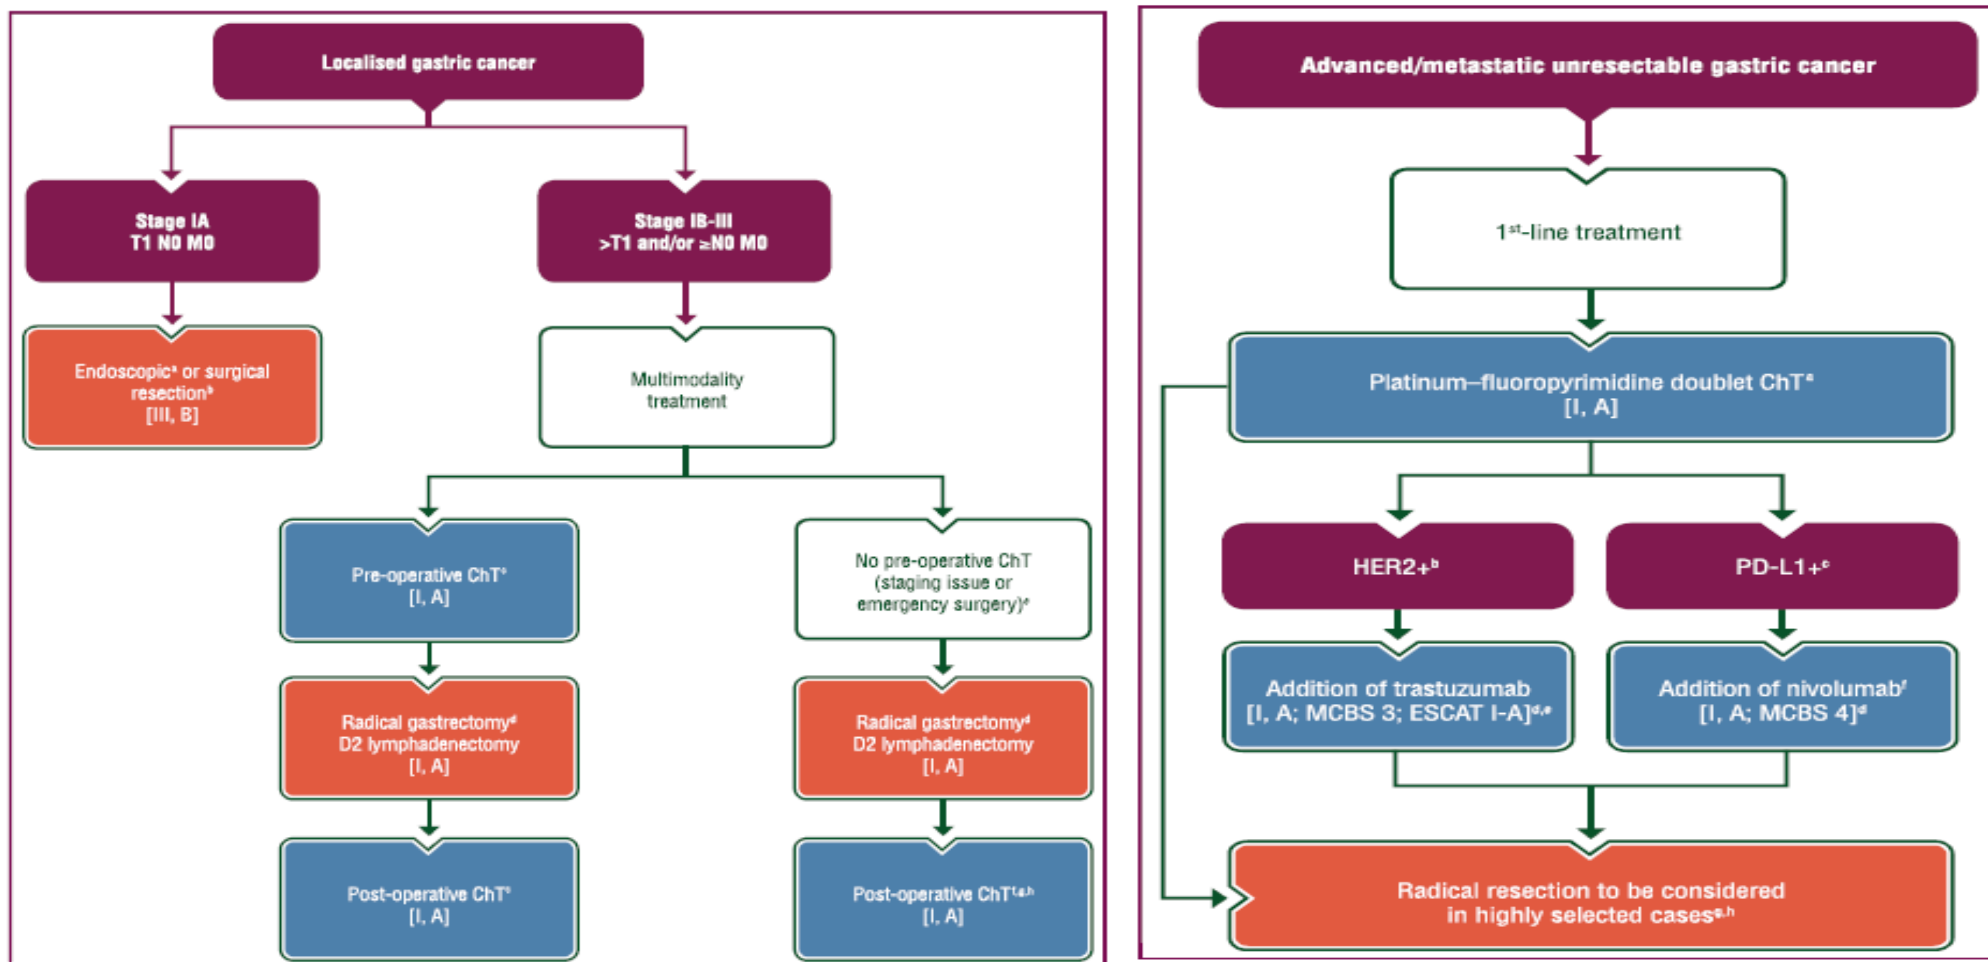 Localised gastric cancer
Stage IA
T1 N0 M0
Stage IB-III
>T1 and/or ≥N0 M0
Endoscopicᵃ or surgical
resectionᵇ
[III, B]
Multimodality
treatment
Pre-operative ChTᶜ
[I, A]
No pre-operative ChT
(staging issue or
emergency surgery)ᵉ
Radical gastrectomyᵈ
D2 lymphadenectomy
[I, A]
Radical gastrectomyᵈ
D2 lymphadenectomy
[I, A]
Post-operative ChTᶜ
[I, A]
Post-operative ChTᶠ,ᵍ,ʰ
[I, A]
Advanced/metastatic unresectable gastric cancer
1ˢᵗ-line treatment
Platinum–fluoropyrimidine doublet ChTᵃ
[I, A]
HER2+ᵇ
PD-L1+ᶜ
Addition of trastuzumab
[I, A; MCBS 3; ESCAT I-A]ᵈ,ᵉ
Addition of nivolumabᶠ
[I, A; MCBS 4]ᵈ
Radical resection to be considered
in highly selected casesᵍ,ʰ